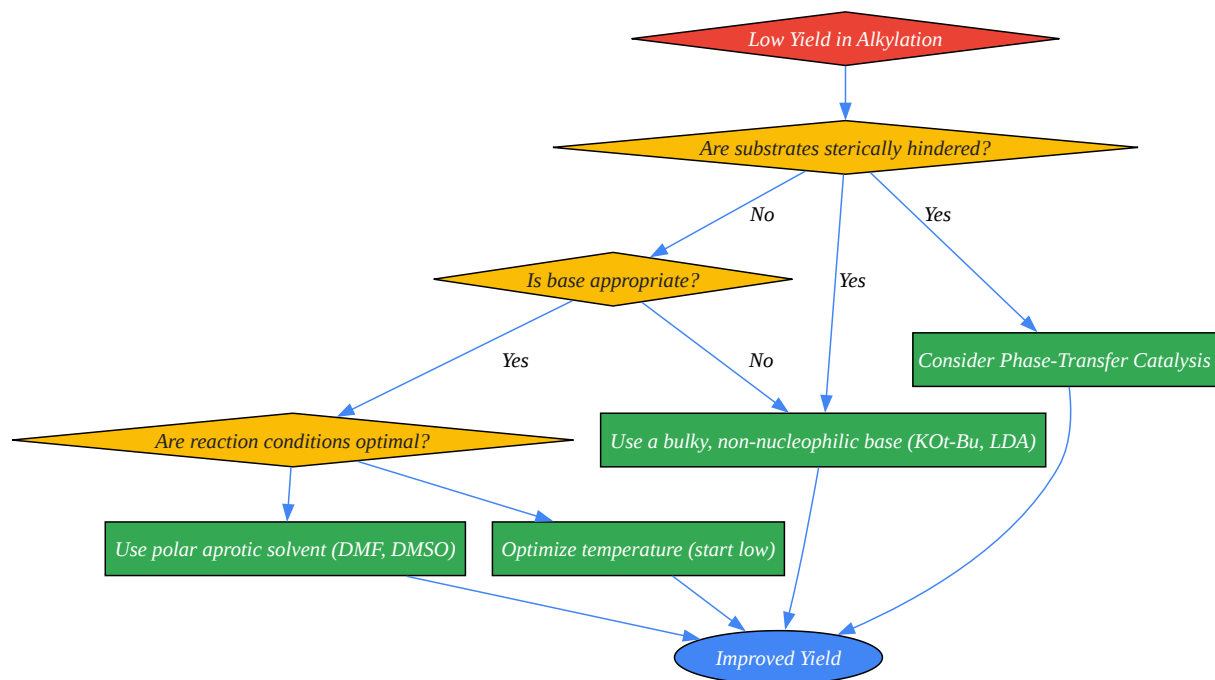 Low Yield in Alkylation
Are substrates sterically hindered?
No
Yes
Yes
Is base appropriate?
Yes
No
Consider Phase-Transfer Catalysis
Are reaction conditions optimal?
Use a bulky, non-nucleophilic base (KOt-Bu, LDA)
Use polar aprotic solvent (DMF, DMSO)
Optimize temperature (start low)
Improved Yield